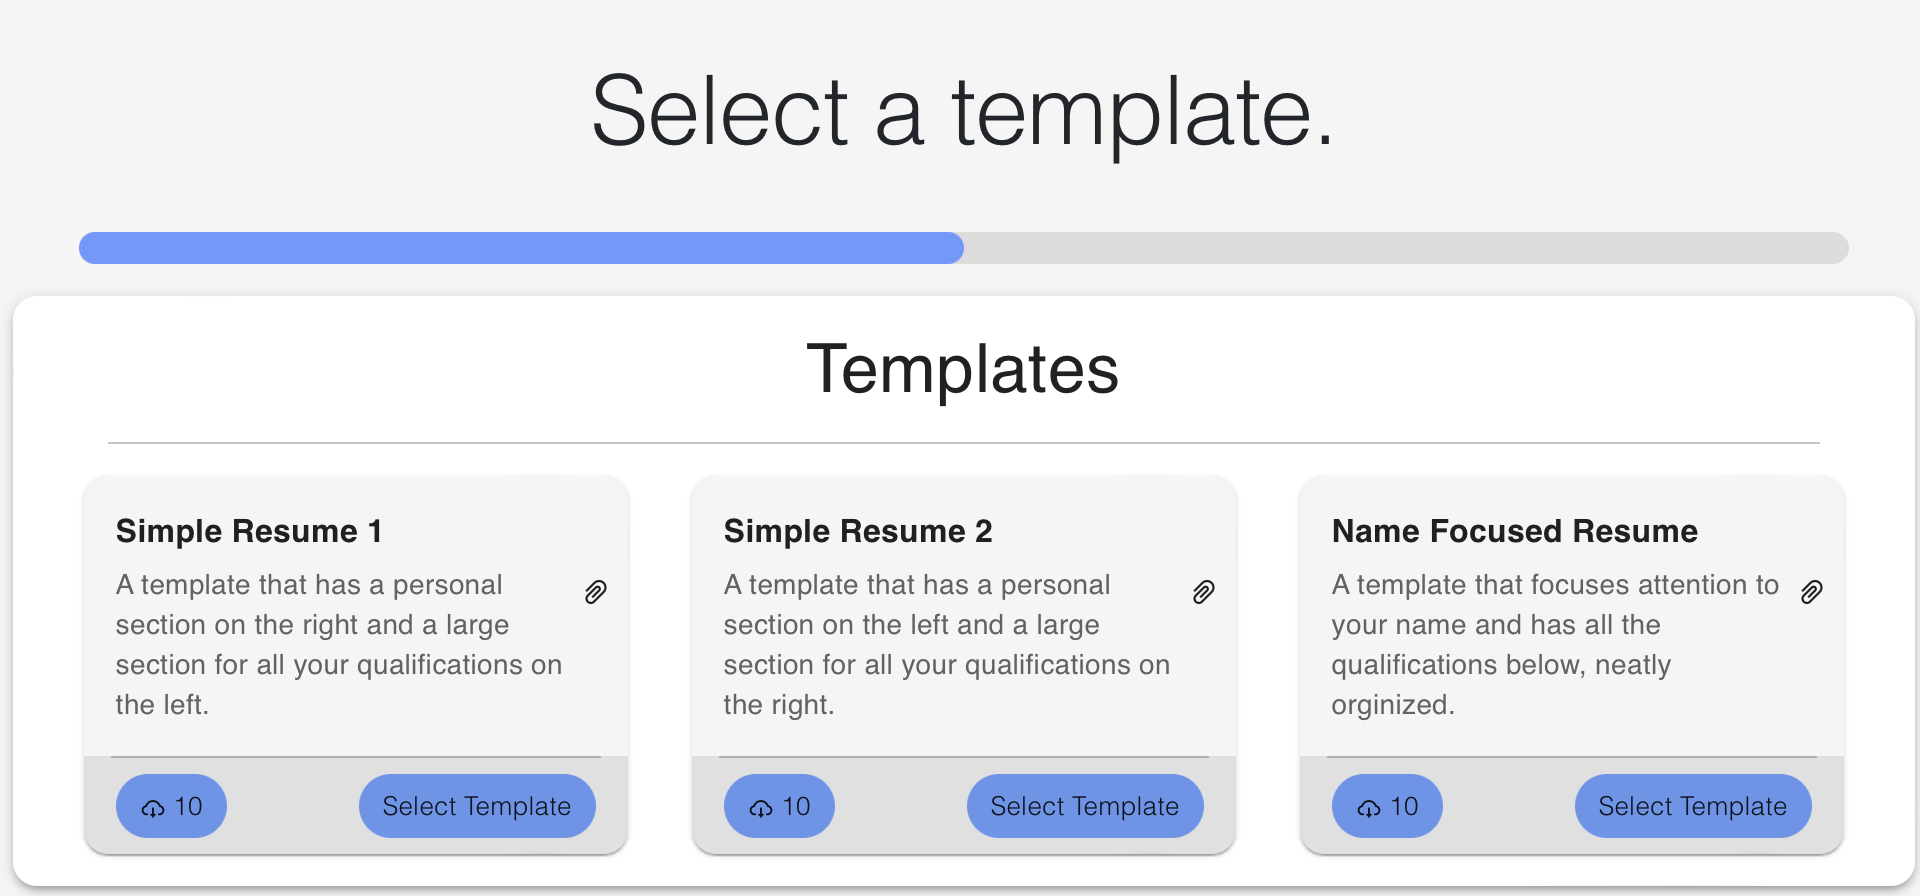 Select a template.
Templates
Simple Resume 1
A template that has a personal
section on the right and a large
section for all your qualifications on
the left.
10
Select Template
Simple Resume 2
A template that has a personal
section on the left and a large
section for all your qualifications on
the right.
10
Select Template
Name Focused Resume
A template that focuses attention to
your name and has all the
qualifications below, neatly
orginized.
10
Select Template